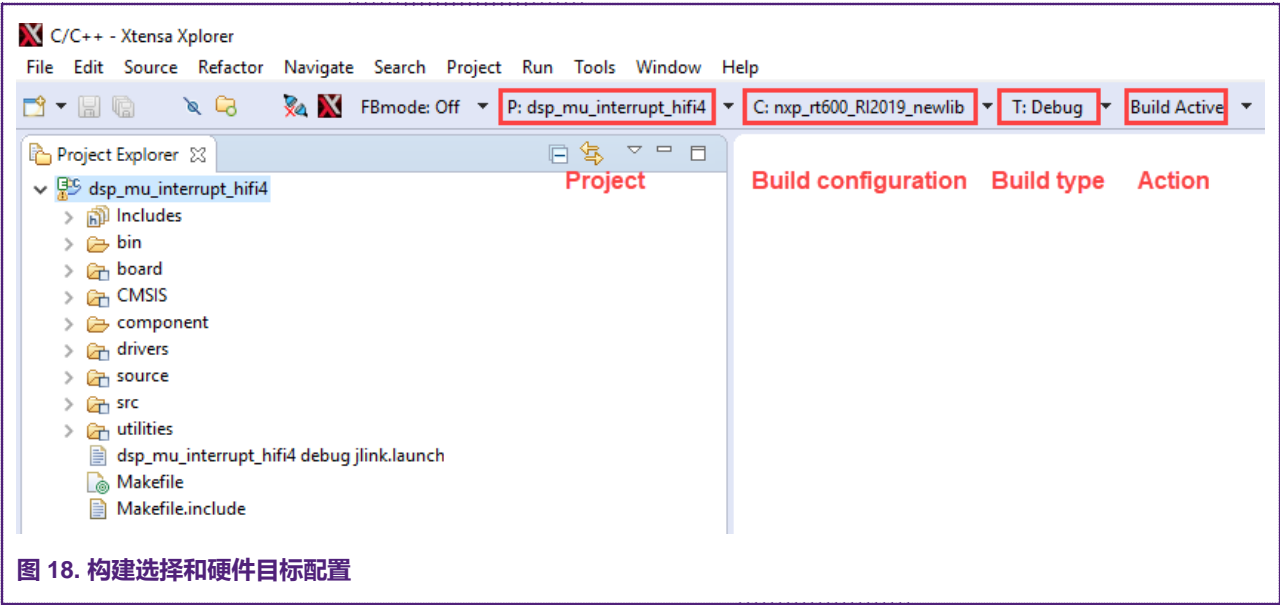 C/C++ - Xtensa Xplorer
File Edit Source Refactor Navigate Search Project Run Tools Window Help
FBmode: Off P: dsp_mu_interrupt_hifi4 C: nxp_rt600_RI2019_newlib T: Debug Build Active
Project Explorer
Project Build configuration Build type Action
dsp_mu_interrupt_hifi4
Includes
bin
board
CMSIS
component
drivers
source
src
utilities
dsp_mu_interrupt_hifi4 debug jlink.launch
Makefile
Makefile.include
图 18. 构建选择和硬件目标配置